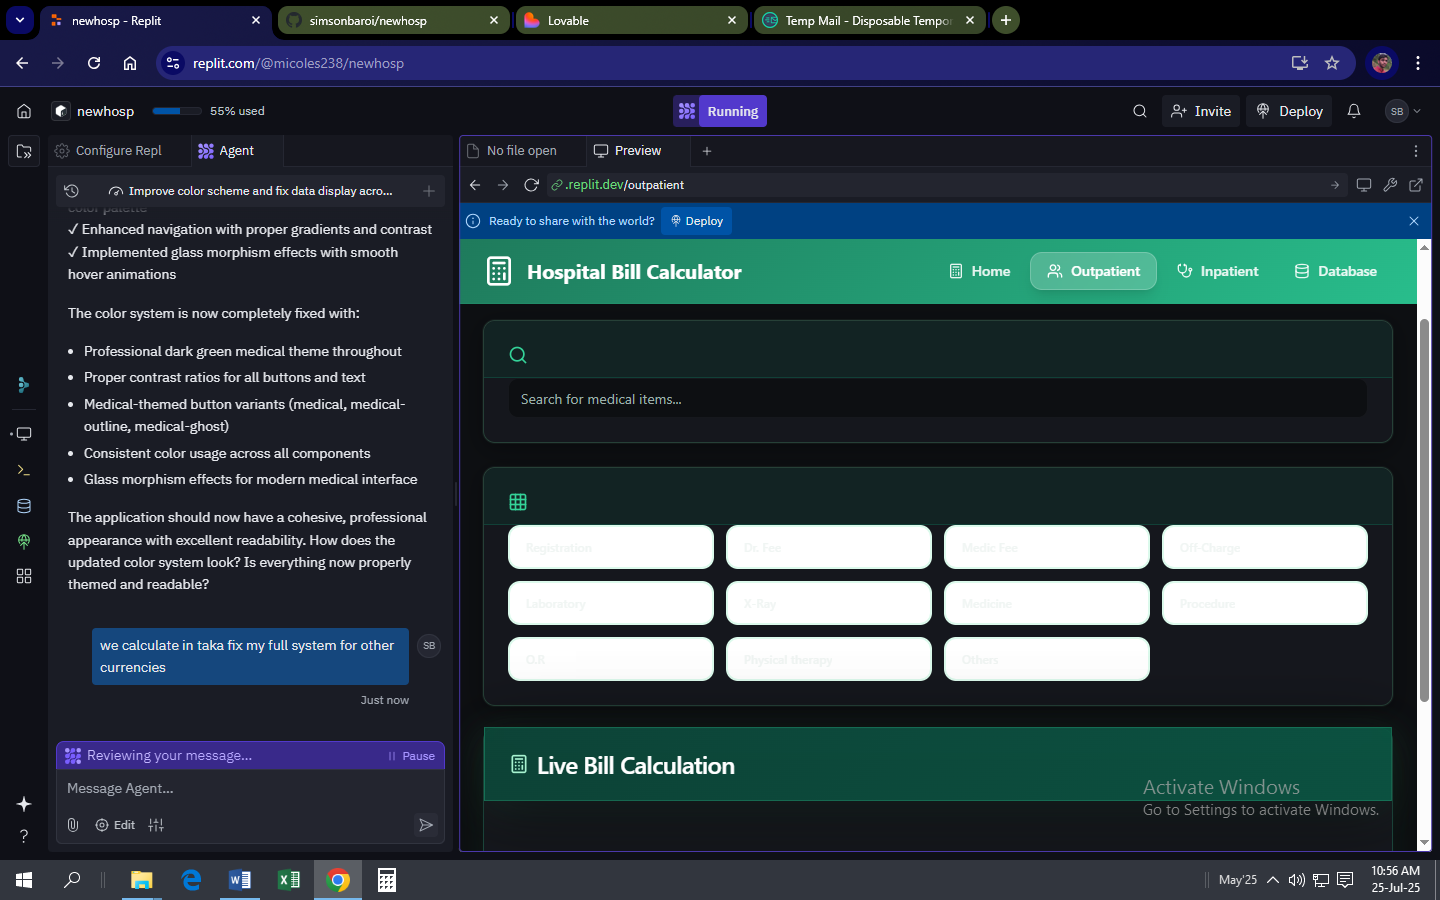 newhosp - Replit
simsonbaroi/newhosp
Lovable
Temp Mail - Disposable Tempo
replit.com/@micoles238/newhosp
newhosp
55% used
Running
Invite
Deploy
SB
Configure Repl
Agent
No file open
Preview
Improve color scheme and fix data display acro...
.replit.dev/outpatient
color palette
✓ Enhanced navigation with proper gradients and contrast
✓ Implemented glass morphism effects with smooth
hover animations
The color system is now completely fixed with:
• Professional dark green medical theme throughout
• Proper contrast ratios for all buttons and text
• Medical-themed button variants (medical, medical-
outline, medical-ghost)
• Consistent color usage across all components
• Glass morphism effects for modern medical interface
The application should now have a cohesive, professional
appearance with excellent readability. How does the
updated color system look? Is everything now properly
themed and readable?
we calculate in taka fix my full system for other
currencies
SB
Just now
Reviewing your message...
Pause
Message Agent...
Edit
Ready to share with the world?
Deploy
Hospital Bill Calculator
Home
Outpatient
Inpatient
Database
Search for medical items...
Registration
Dr. Fee
Medic Fee
Off-Charge
Laboratory
X-Ray
Medicine
Procedure
O.R.
Physical therapy
Others
Live Bill Calculation
Activate Windows
Go to Settings to activate Windows.
May'25
10:56 AM
25-Jul-25